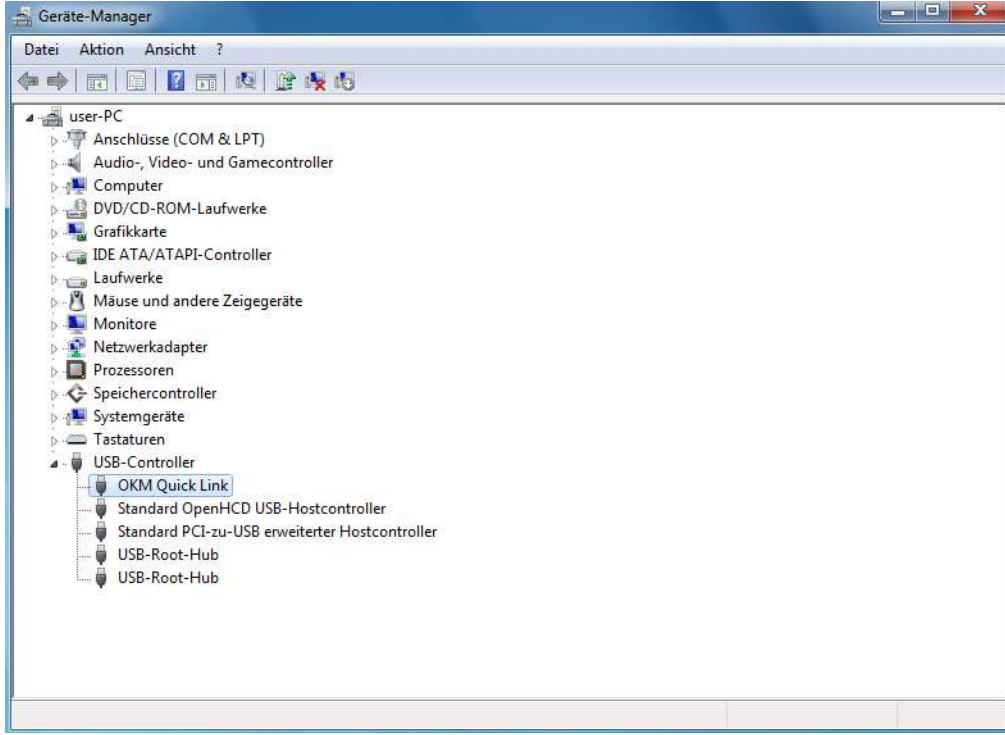 Geräte-Manager
Datei Aktion Ansicht ?
user-PC
Anschlüsse (COM & LPT)
Audio-, Video- und Gamecontroller
Computer
DVD/CD-ROM-Laufwerke
Grafikkarte
IDE ATA/ATAPI-Controller
Laufwerke
Mäuse und andere Zeigegeräte
Monitore
Netzwerkadapter
Prozessoren
Speichercontroller
Systemgeräte
Tastaturen
USB-Controller
OKM Quick Link
Standard OpenHCD USB-Hostcontroller
Standard PCI-zu-USB erweiterter Hostcontroller
USB-Root-Hub
USB-Root-Hub